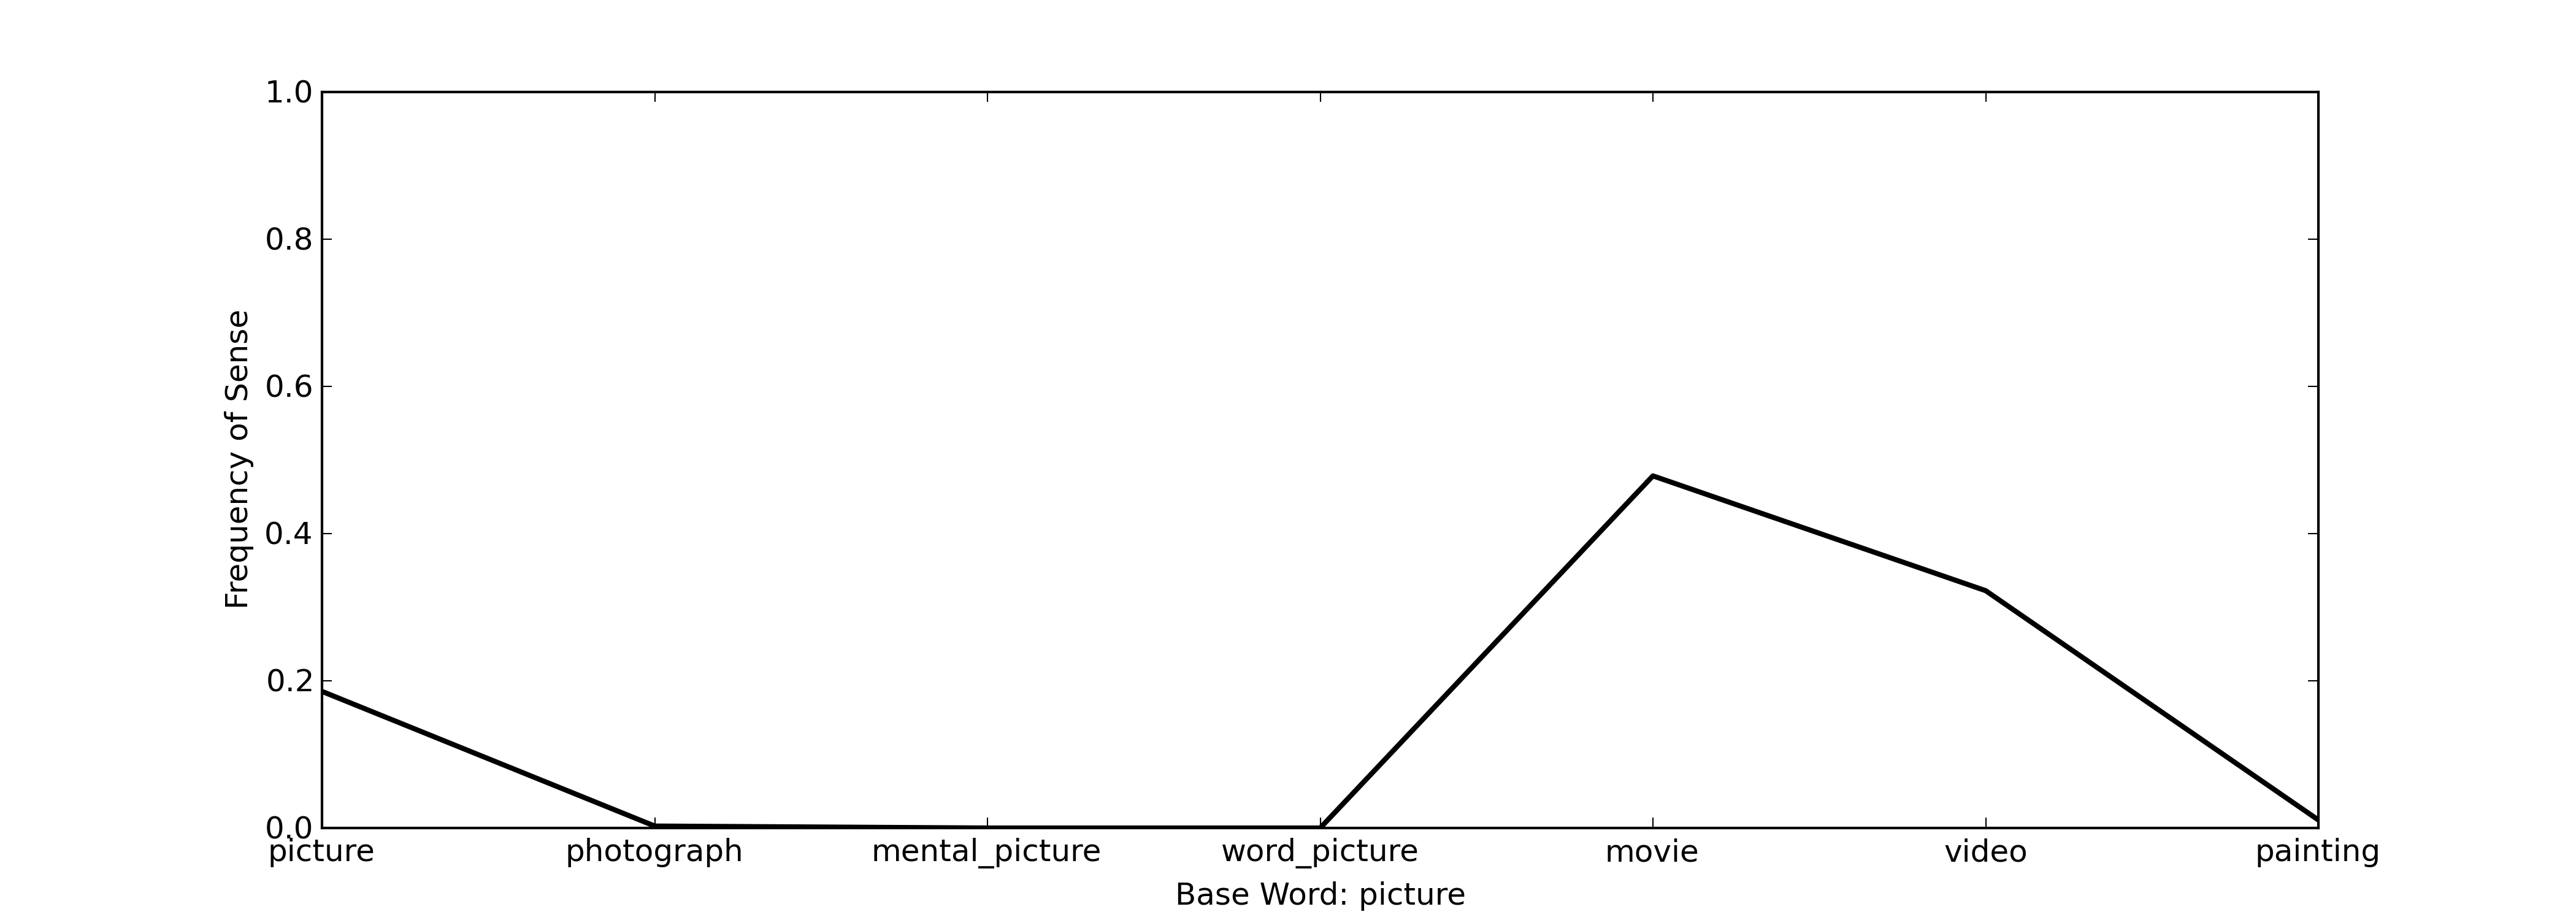 1.0
0.8
0.6
0.4
0.2
0.0
Frequency of Sense
picture photograph mental_picture word_picture movie video painting
Base Word: picture